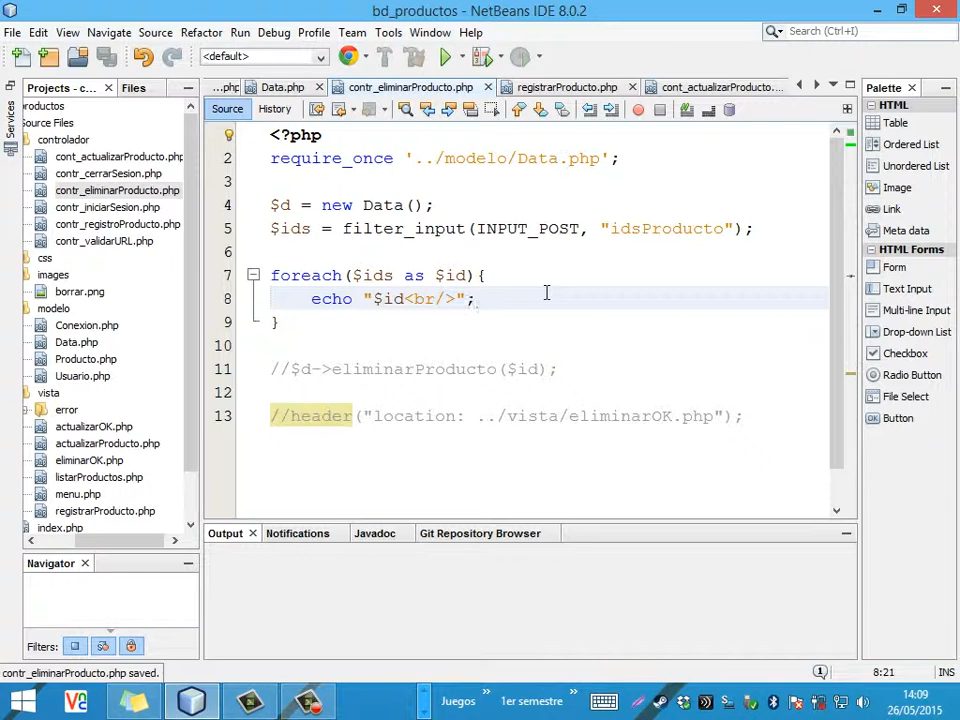 bd_productos - NetBeans IDE 8.0.2
File Edit View Navigate Source Refactor Run Debug Profile Team Tools Window Help
Search (Ctrl+I)
<default>
Projects - c...
Files
...php
Data.php
contr_eliminarProducto.php
registrarProducto.php
cont_actualizarProducto....
Palette
Services
Source
History
roductos
Source Files
controlador
cont_actualizarProducto.php
contr_cerrarSesion.php
contr_eliminarProducto.php
contr_iniciarSesion.php
contr_registroProducto.php
contr_validarURL.php
css
images
borrar.png
modelo
Conexion.php
Data.php
Producto.php
Usuario.php
vista
error
actualizarOK.php
actualizarProducto.php
eliminarOK.php
listarProductos.php
menu.php
registrarProducto.php
index.php
1 <?php
2 require_once '../modelo/Data.php';
3
4 $d = new Data();
5 $ids = filter_input(INPUT_POST, "idsProducto");
6
7 foreach($ids as $id){
8 echo "$id<br/>";
9 }
10
11 //$d->eliminarProducto($id);
12
13 //header("location: ../vista/eliminarOK.php");
HTML
Table
Ordered List
Unordered List
Image
Link
Meta data
HTML Forms
Form
Text Input
Multi-line Input
Drop-down List
Checkbox
Radio Button
File Select
Button
Output
Notifications
Javadoc
Git Repository Browser
Navigator
Filters:
contr_eliminarProducto.php saved.
1
8:21
INS
Juegos
1er semestre
14:09
26/05/2015